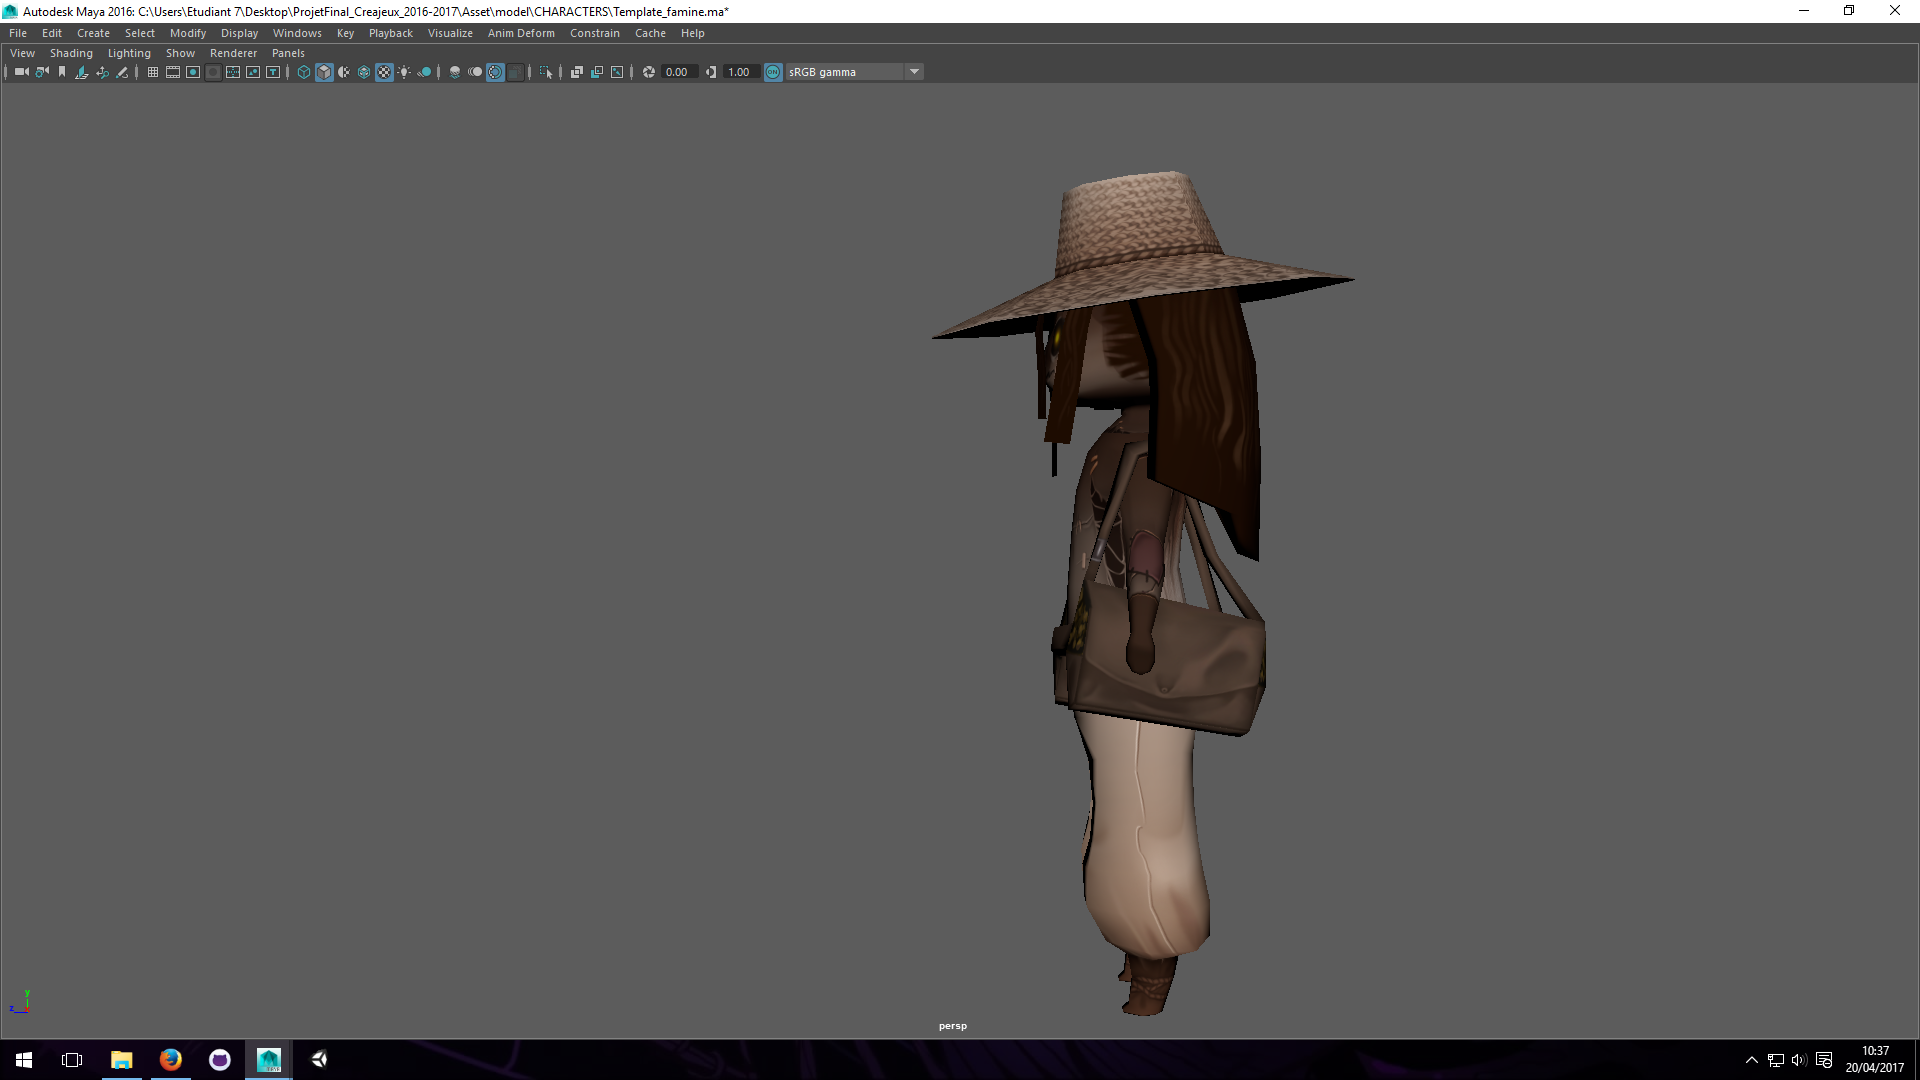 Autodesk Maya 2016: C:\Users\Etudiant 7\Desktop\ProjetFinal_Creajeux_2016-2017\Asset\model\CHARACTERS\Template_famine.ma*
File Edit Create Select Modify Display Windows Key Playback Visualize Anim Deform Constrain Cache Help
View Shading Lighting Show Renderer Panels
0.00 1.00 ON sRGB gamma
y
z
persp
10:37
20/04/2017